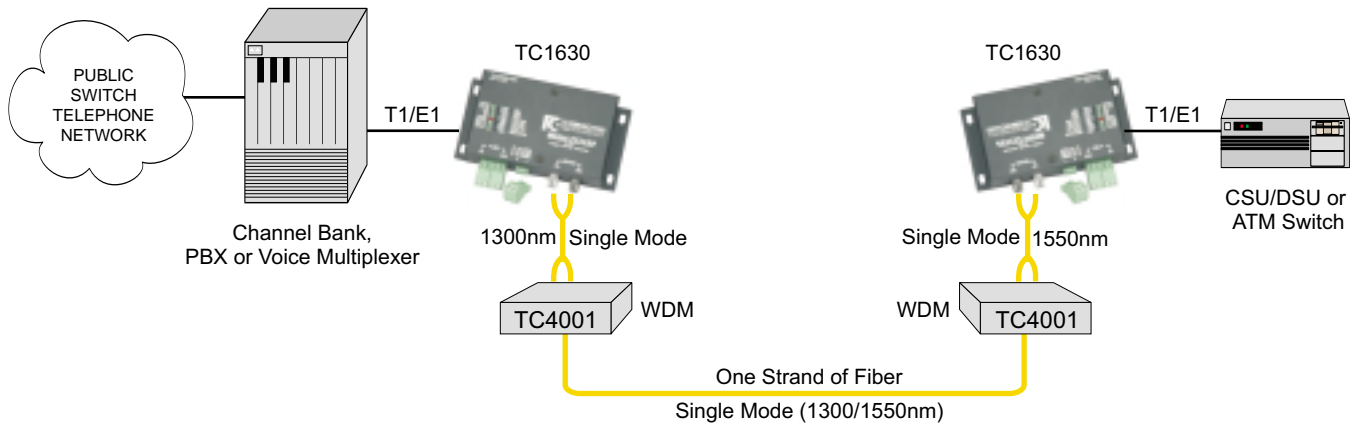 TC1630
TC1630
PUBLIC
SWITCH
TELEPHONE
NETWORK
T1/E1
T1/E1
Channel Bank,
PBX or Voice Multiplexer
CSU/DSU or
ATM Switch
1300nm
Single Mode
Single Mode
1550nm
TC4001
WDM
WDM
TC4001
One Strand of Fiber
Single Mode (1300/1550nm)